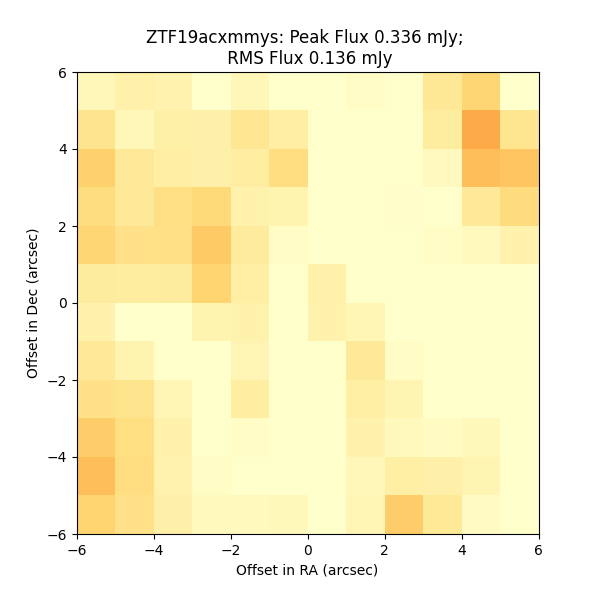 ZTF19acxmmys: Peak Flux 0.336 mJy;
RMS Flux 0.136 mJy
6
4
2
0
−2
−4
−6
Offset in Dec (arcsec)
−6 −4 −2 0 2 4 6
Offset in RA (arcsec)